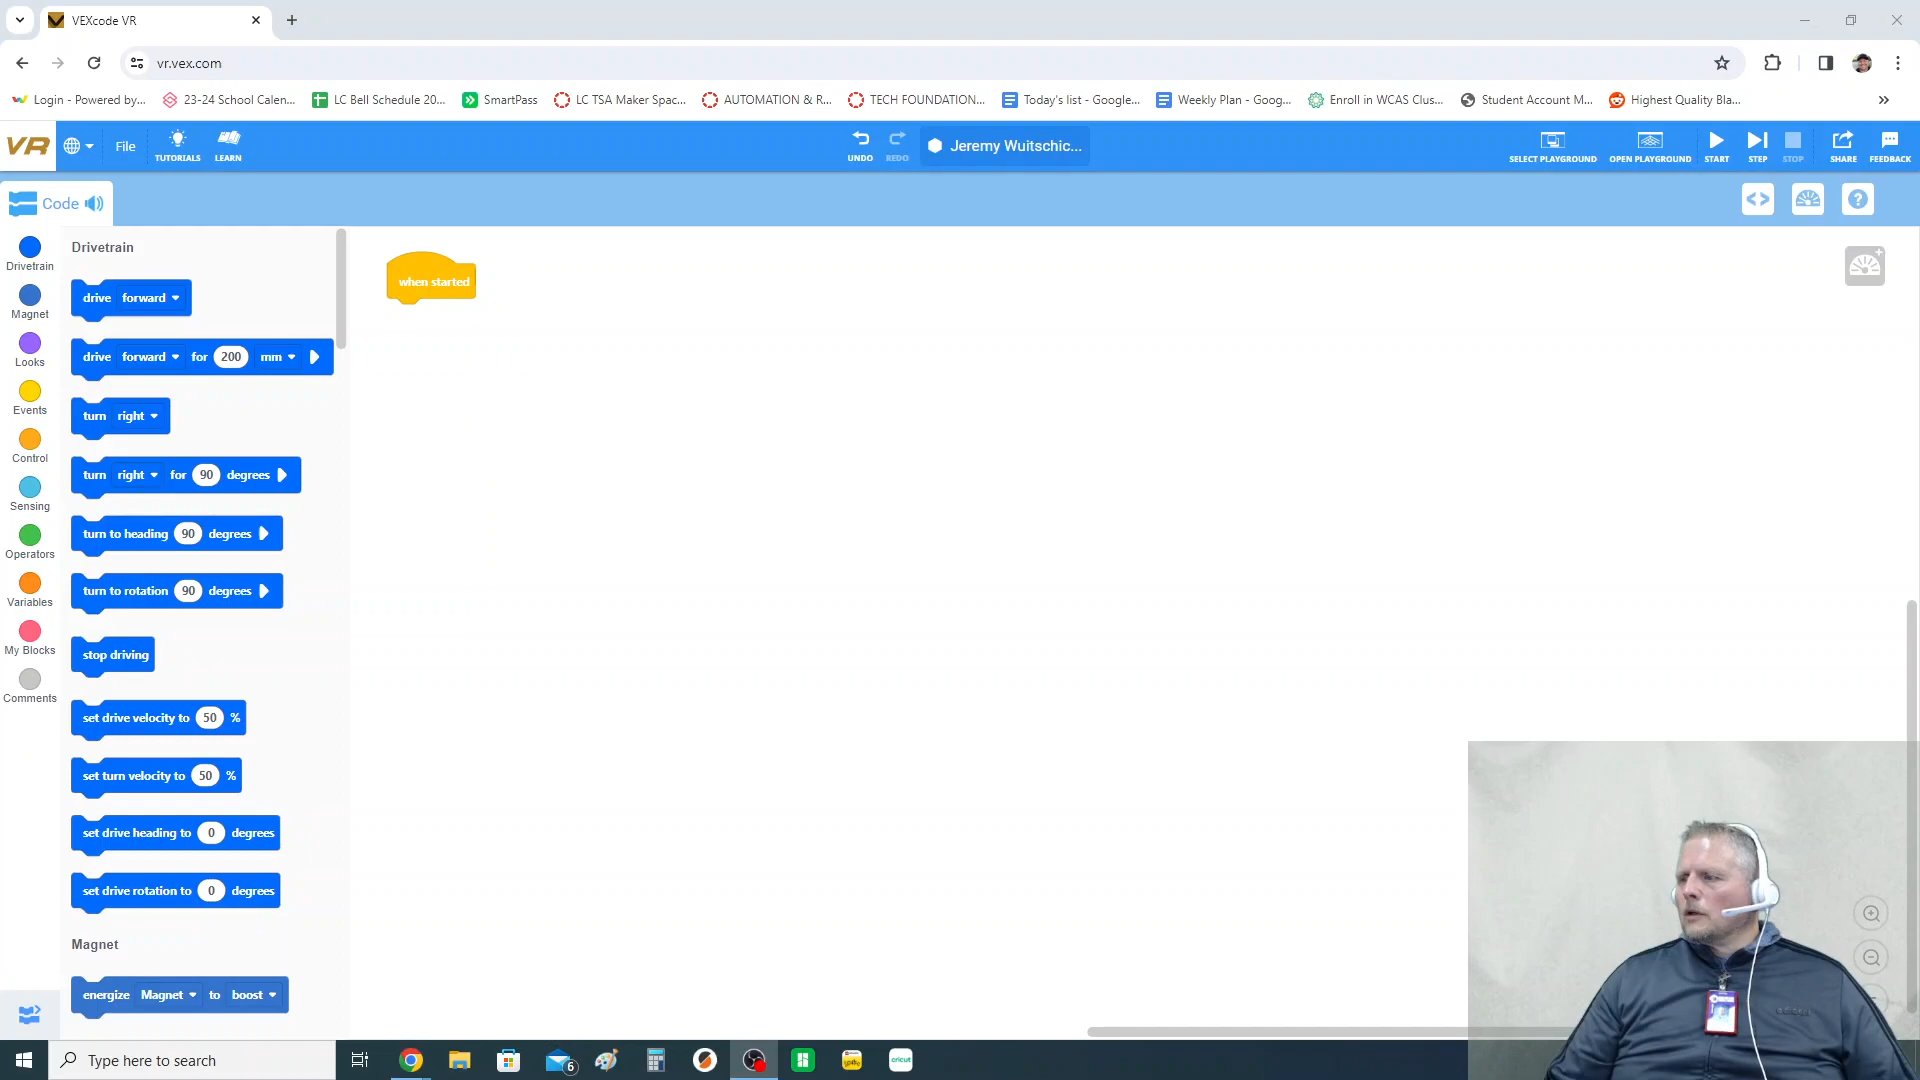 VEXcode VR
vr.vex.com
Login - Powered by...
23-24 School Calen...
LC Bell Schedule 20...
SmartPass
LC TSA Maker Spac...
AUTOMATION & R...
TECH FOUNDATION...
Today's list - Google...
Weekly Plan - Goog...
Enroll in WCAS Clus...
Student Account M...
Highest Quality Bla...
VR
File
TUTORIALS
LEARN
UNDO
REDO
Jeremy Wuitschic...
SELECT PLAYGROUND
OPEN PLAYGROUND
START
STEP
STOP
SHARE
FEEDBACK
Code
Drivetrain
Magnet
Looks
Events
Control
Sensing
Operators
Variables
My Blocks
Comments
Drivetrain
drive forward
drive forward for 200 mm
turn right
turn right for 90 degrees
turn to heading 90 degrees
turn to rotation 90 degrees
stop driving
set drive velocity to 50 %
set turn velocity to 50 %
set drive heading to 0 degrees
set drive rotation to 0 degrees
Magnet
energize Magnet to boost
when started
Type here to search
6
cricut